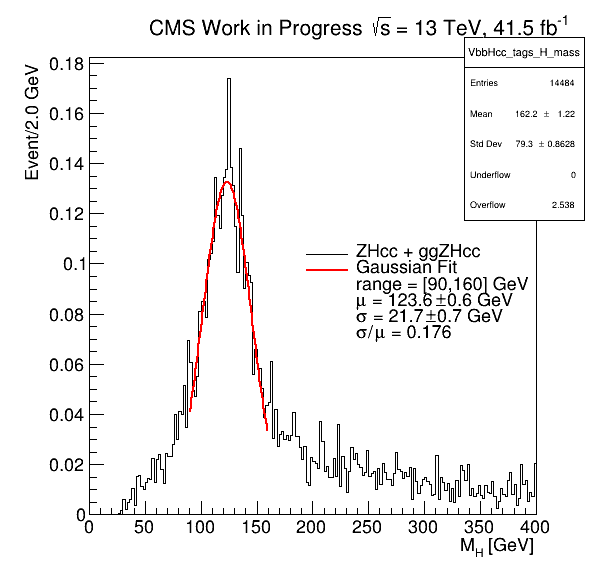 CMS Work in Progress √s = 13 TeV, 41.5 fb⁻¹
VbbHcc_tags_H_mass
Entries 14484
Mean 162.2 ± 1.22
Std Dev 79.3 ± 0.8628
Underflow 0
Overflow 2.538
Event/2.0 GeV
0.18
0.16
0.14
0.12
0.1
0.08
0.06
0.04
0.02
0
ZHcc + ggZHcc
Gaussian Fit
range = [90,160] GeV
μ = 123.6±0.6 GeV
σ = 21.7±0.7 GeV
σ/μ = 0.176
0 50 100 150 200 250 300 350 400
M_H [GeV]